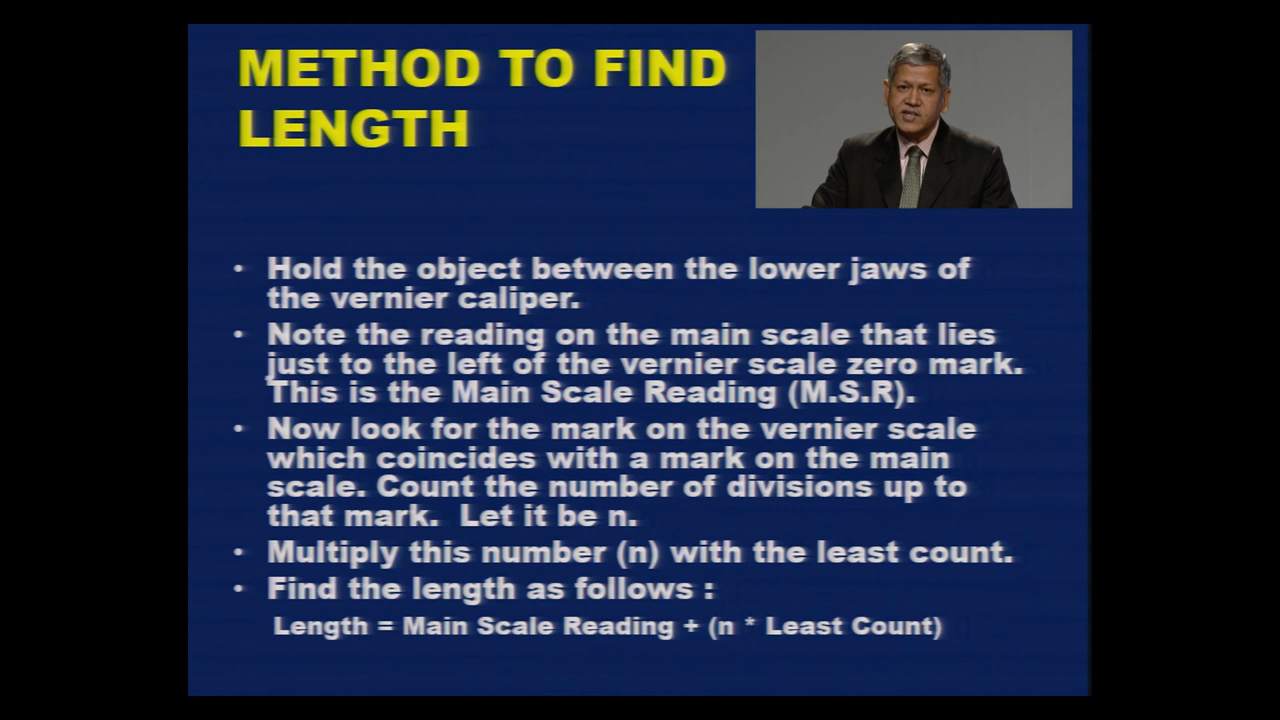 METHOD TO FIND
LENGTH
• Hold the object between the lower jaws of
the vernier caliper.
• Note the reading on the main scale that lies
just to the left of the vernier scale zero mark.
This is the Main Scale Reading (M.S.R).
• Now look for the mark on the vernier scale
which coincides with a mark on the main
scale. Count the number of divisions up to
that mark.  Let it be n.
• Multiply this number (n) with the least count.
• Find the length as follows :
Length = Main Scale Reading + (n * Least Count)